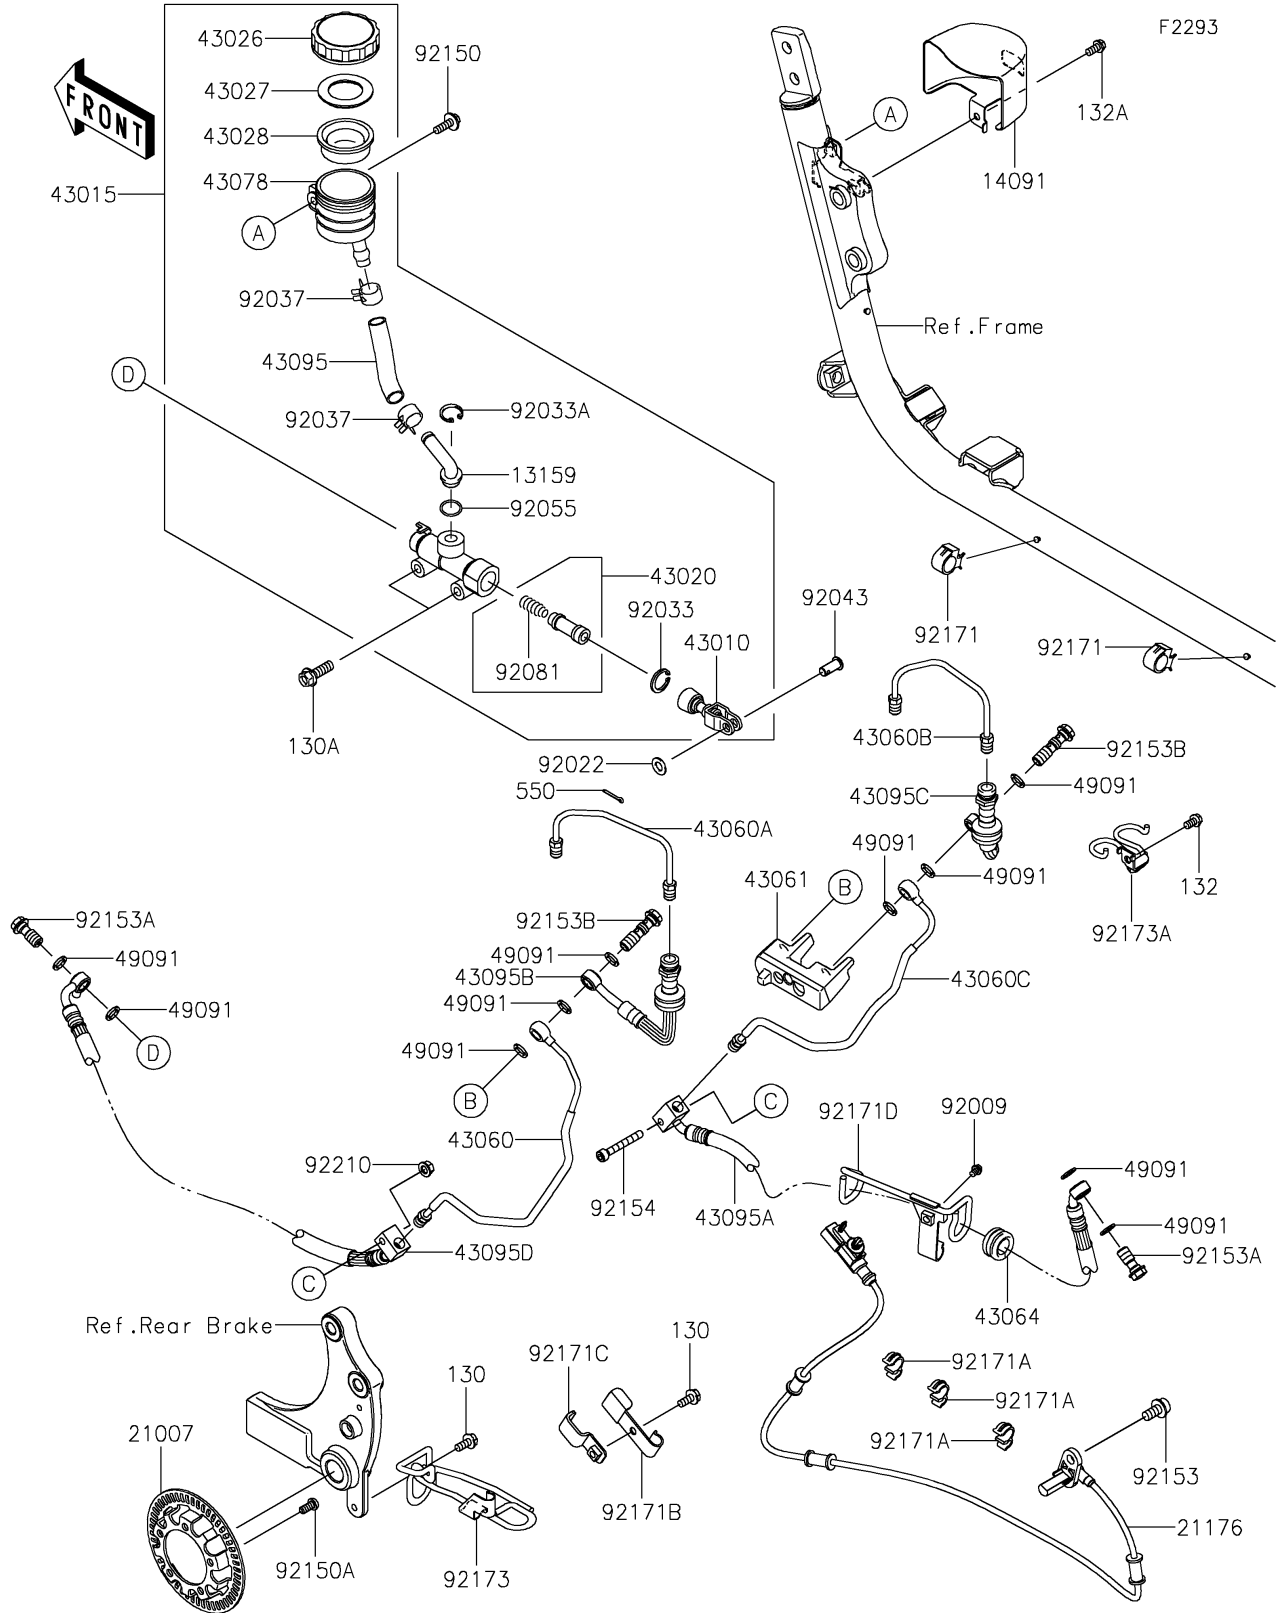 F2293
43026
92150
43027
FRONT
132A
A
43028
43078
14091
43015
A
92037
Ref.Frame
43095
D
92037
92033A
13159
92055
43020
92043
92033
92171
43010
92171
92081
43060B
92153B
130A
92022
43095C
49091
550
43060A
49091
49091
43061
B
132
92153A
92153B
92173A
49091
49091
43095B
43060C
49091
49091
D
49091
B
C
92171D
92009
43060
92210
49091
92154
43095A
49091
43095D
92153A
C
43064
Ref.Rear Brake
130
92171C
92171A
130
92171A
21007
92171A
92153
92171B
21176
92150A
92173